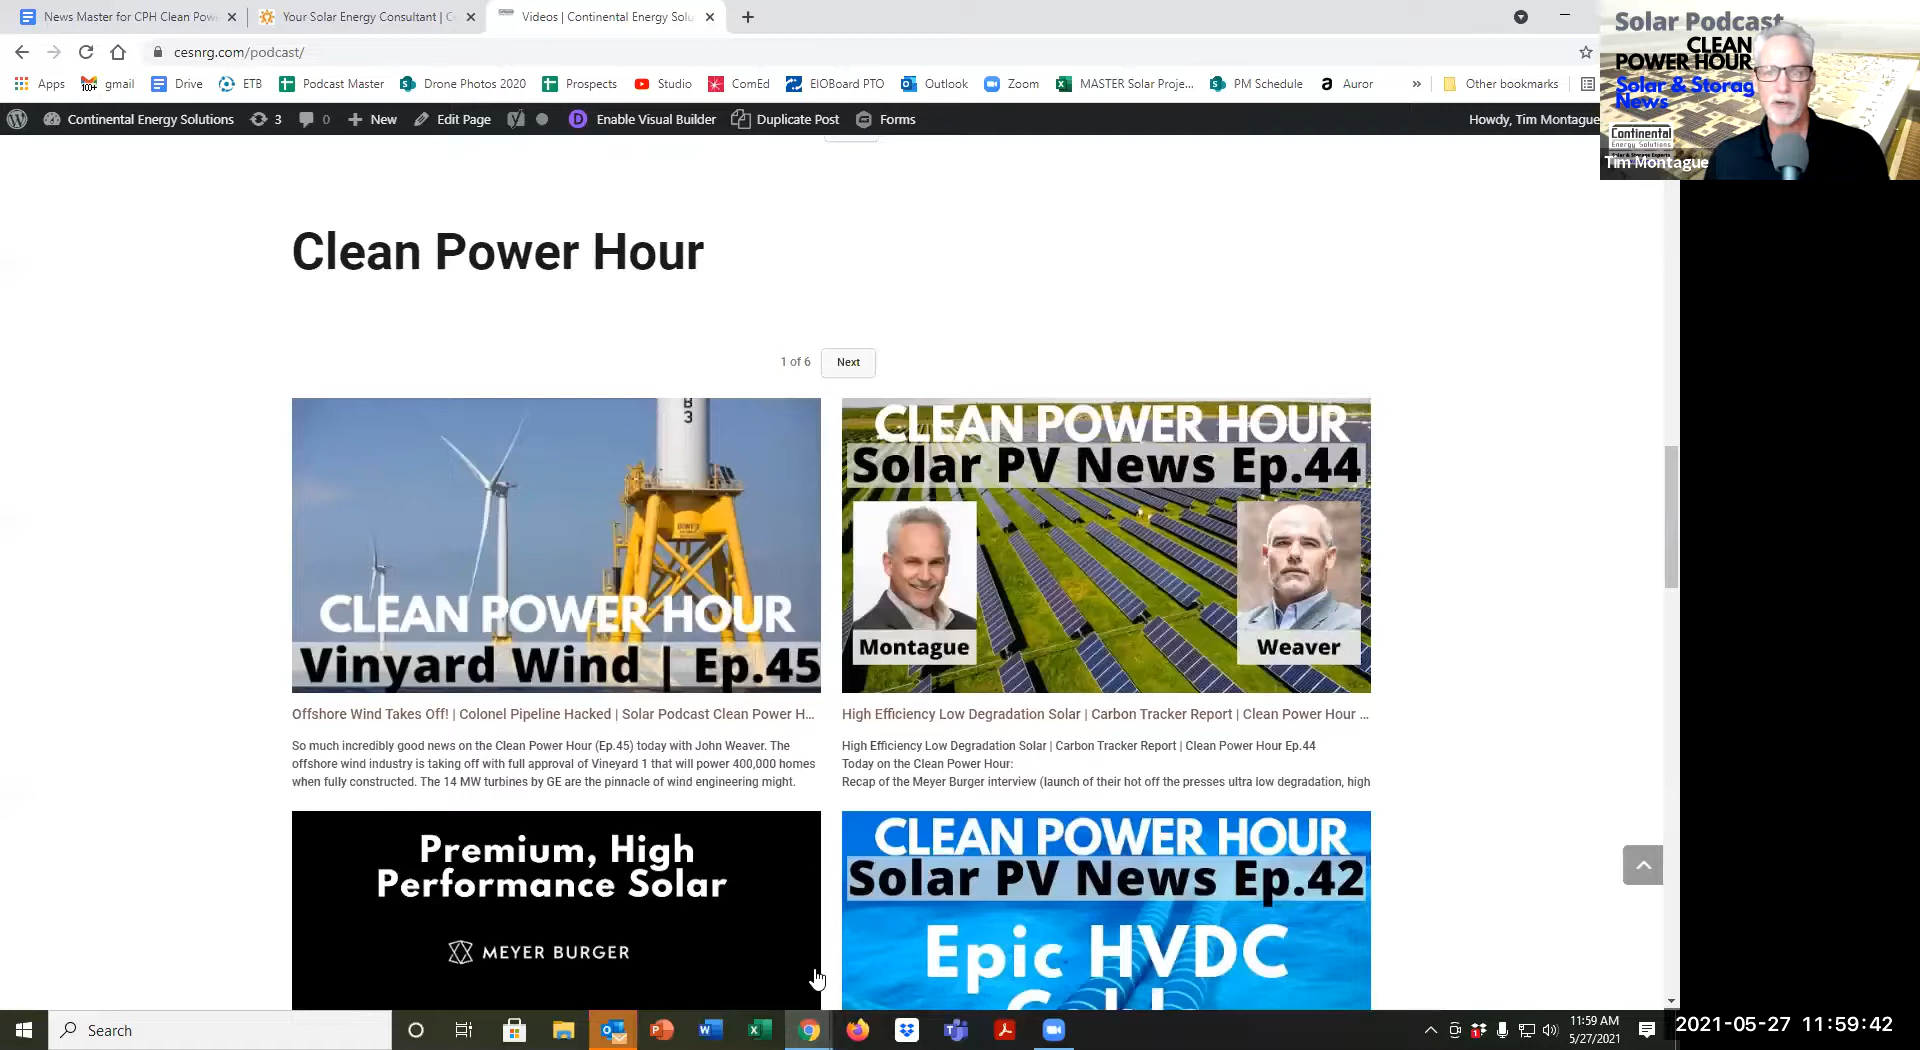 News Master for CPH Clean Pow
Your Solar Energy Consultant | C
Videos | Continental Energy Solu
cesnrg.com/podcast/
Apps
gmail
Drive
ETB
Podcast Master
Drone Photos 2020
Prospects
Studio
ComEd
EIOBoard PTO
Outlook
Zoom
MASTER Solar Proje...
PM Schedule
Auror
»
Other bookmarks
Continental Energy Solutions
3
0
New
Edit Page
Enable Visual Builder
Duplicate Post
Forms
Howdy, Tim Montague
Solar Podcast
CLEAN
POWER HOUR
Solar & Storag
News
Continental
Energy Solutions
Tim Montague
Clean Power Hour
1 of 6
Next
B
3
CLEAN POWER HOUR
Vinyard Wind | Ep.45
CLEAN POWER HOUR
Solar PV News Ep.44
Montague
Weaver
Offshore Wind Takes Off! | Colonel Pipeline Hacked | Solar Podcast Clean Power H...
So much incredibly good news on the Clean Power Hour (Ep.45) today with John Weaver. The
offshore wind industry is taking off with full approval of Vineyard 1 that will power 400,000 homes
when fully constructed. The 14 MW turbines by GE are the pinnacle of wind engineering might.
High Efficiency Low Degradation Solar | Carbon Tracker Report | Clean Power Hour ...
High Efficiency Low Degradation Solar | Carbon Tracker Report | Clean Power Hour Ep.44
Today on the Clean Power Hour:
Recap of the Meyer Burger interview (launch of their hot off the presses ultra low degradation, high
Premium, High
Performance Solar
MEYER BURGER
CLEAN POWER HOUR
Solar PV News Ep.42
Epic HVDC
Search
11:59 AM
5/27/2021
2021-05-27 11:59:42